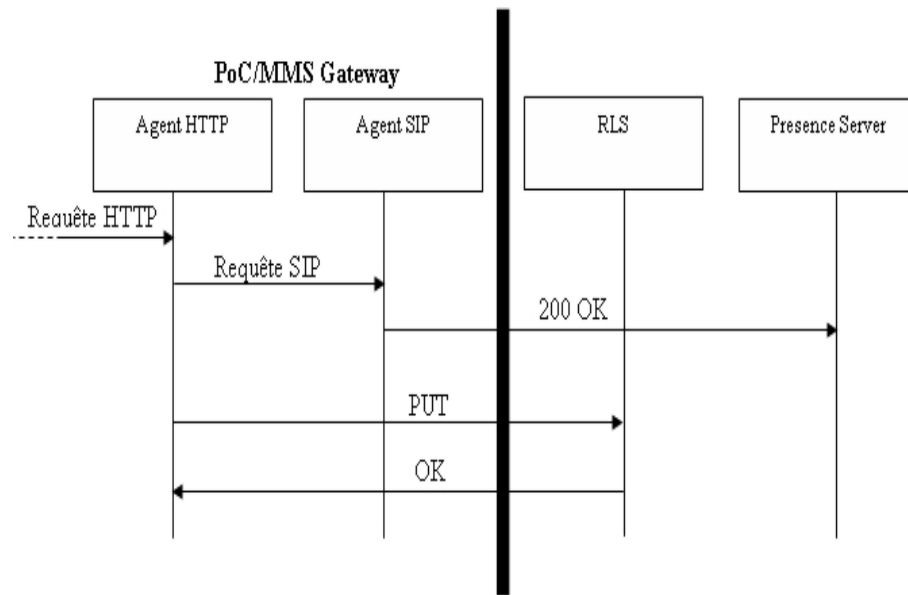 PoC/MMS Gateway
Agent HTTP
Agent SIP
RLS
Presence Server
Requête HTTP
Requête SIP
200 OK
PUT
OK